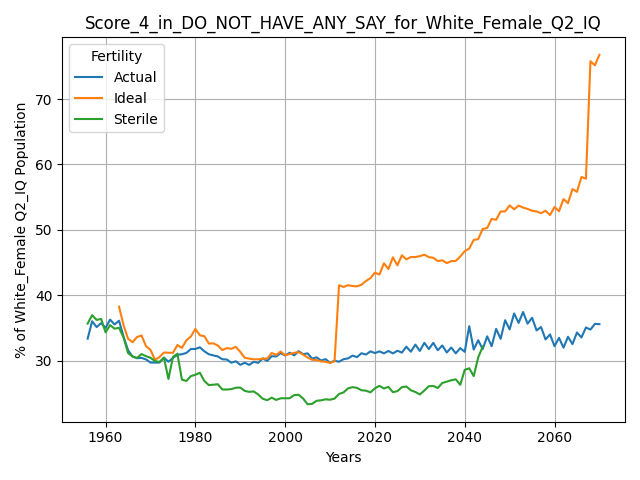 Score_4_in_DO_NOT_HAVE_ANY_SAY_for_White_Female_Q2_IQ
Fertility
Actual
Ideal
Sterile
% of White_Female Q2_IQ Population
70
60
50
40
30
1960
1980
2000
2020
2040
2060
Years